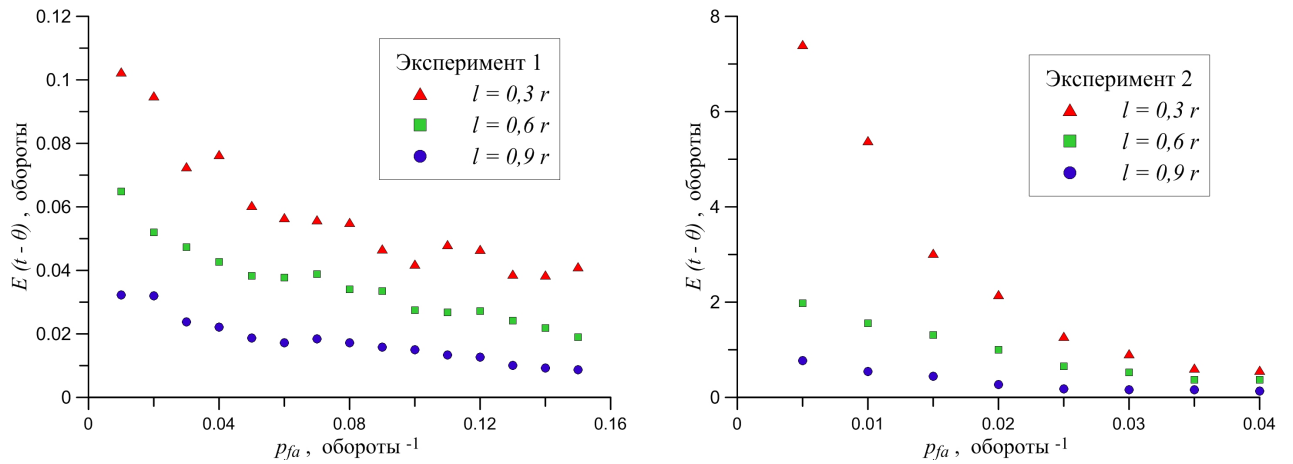 0.12
0.1
0.08
0.06
0.04
0.02
0
E (t - θ) , обороты
Эксперимент 1
l = 0,3 r
l = 0,6 r
l = 0,9 r
0 0.04 0.08 0.12 0.16
pfa , обороты -1
8
6
4
2
0
E (t - θ) , обороты
Эксперимент 2
l = 0,3 r
l = 0,6 r
l = 0,9 r
0 0.01 0.02 0.03 0.04
pfa , обороты -1